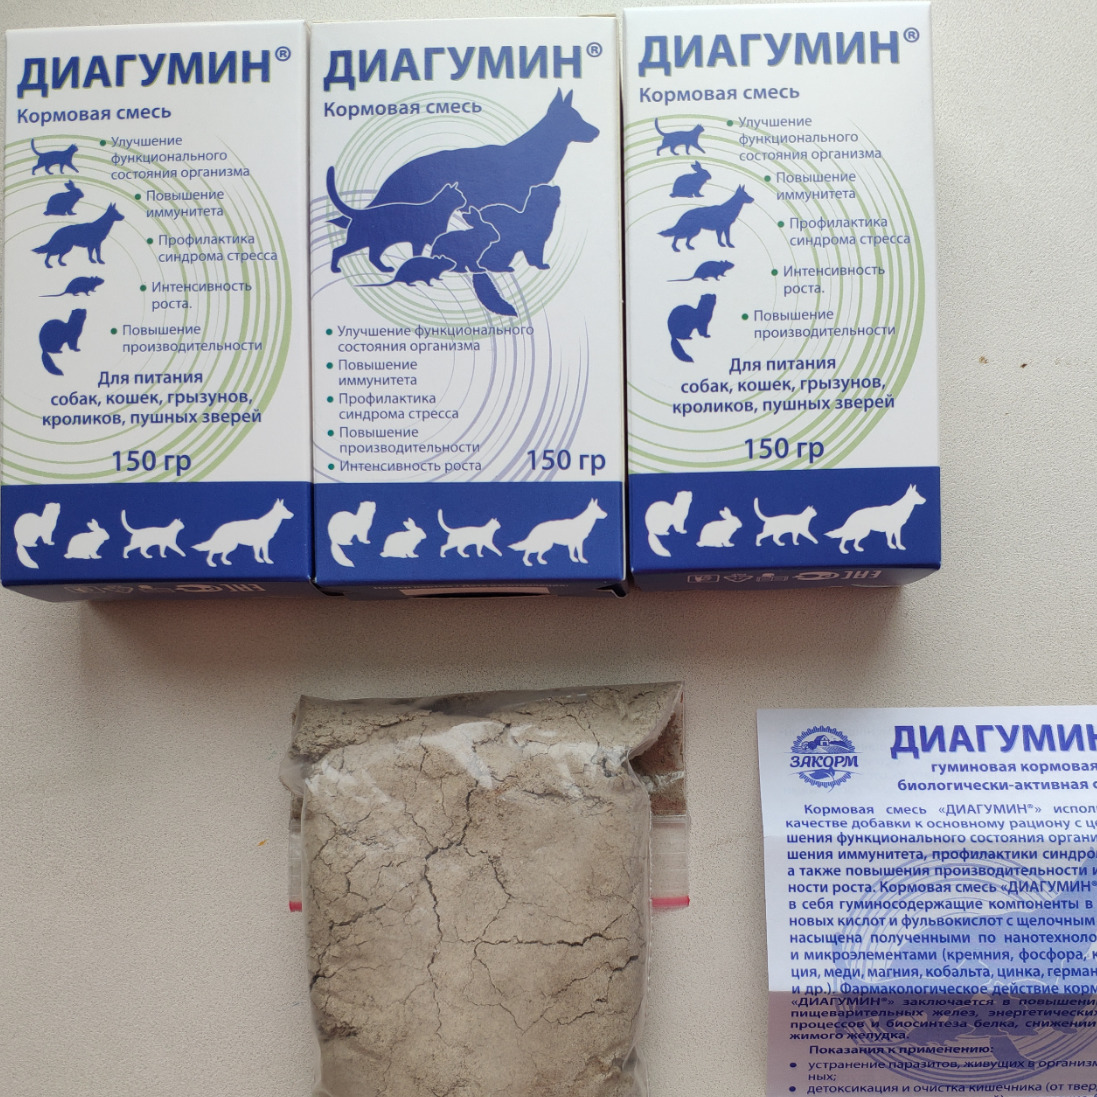 ДИАГУМИН®
Кормовая смесь
Улучшение
функционального
состояния организма
Повышение
иммунитета
Профилактика
синдрома стресса
Интенсивность
роста.
Повышение
производительности
Для питания
собак, кошек, грызунов,
кроликов, пушных зверей
150 гр
ДИАГУМИН®
Кормовая смесь
Улучшение функционального
состояния организма
Повышение
иммунитета
Профилактика
синдрома стресса
Повышение
производительности
Интенсивность роста
150 гр
ДИАГУМИН®
Кормовая смесь
Улучшение
функционального
состояния организма
Повышение
иммунитета
Профилактика
синдрома стресса
Интенсивность
роста.
Повышение
производительности
Для питания
собак, кошек, грызунов,
кроликов, пушных зверей
150 гр
ЗАКОРМ
ДИАГУМИН
гуминовая кормовая
биологически-активная
Кормовая смесь «ДИАГУМИН®» исполь
качестве добавки к основному рациону с це
шения функционального состояния органи
шения иммунитета, профилактики синдро
а также повышения производительности и
ности роста. Кормовая смесь «ДИАГУМИН®
в себя гуминосодержащие компоненты в
новых кислот и фульвокислот с щелочным
насыщена полученными по нанотехноло
и микроэлементами (кремния, фосфора, к
ция, меди, магния, кобальта, цинка, герман
и др.). Фармакологическое действие корм
«ДИАГУМИН®» заключается в повышени
пищеварительных желез, энергетических
процессов и биосинтеза белка, снижении
жимого желудка.
Показания к применению:
• устранение паразитов, живущих в организм
ных;
• детоксикация и очистка кишечника (от твер